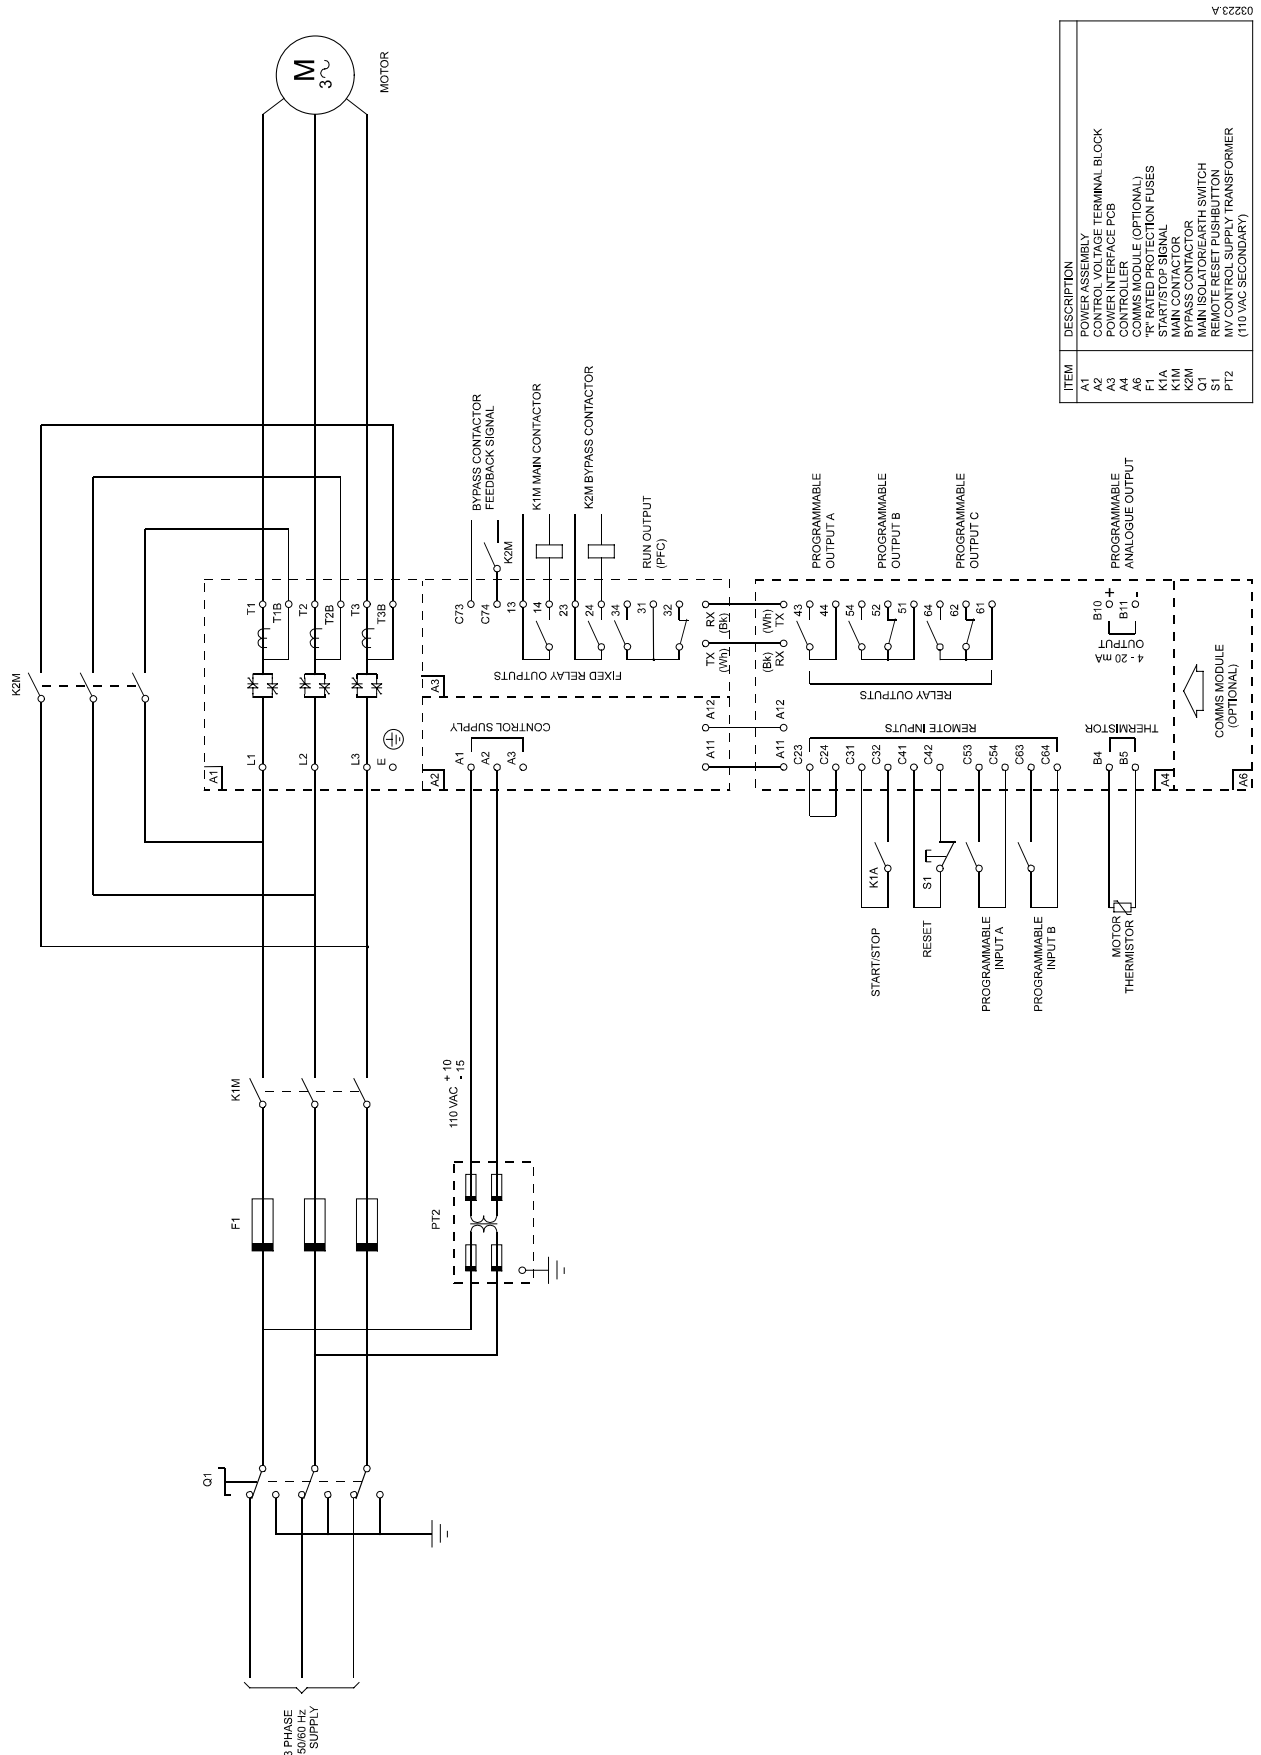 03223.A
M
3~
MOTOR
K2M
T1
T1B
T2
T2B
T3
T3B
L1
L2
L3
E
A1
BYPASS CONTACTOR
FEEDBACK SIGNAL
K2M
K1M MAIN CONTACTOR
K2M BYPASS CONTACTOR
RUN OUTPUT
(PFC)
C73
C74
13
14
23
24
34
31
32
FIXED RELAY OUTPUTS
A3
CONTROL SUPPLY
A2
A1
A2
A3
RX
(Bk)
TX
(Wh)
A12
A11
(Wh)
TX
(Bk)
RX
A12
A11
PROGRAMMABLE
OUTPUT A
PROGRAMMABLE
OUTPUT B
PROGRAMMABLE
OUTPUT C
43
44
54
52
51
64
62
61
RELAY OUTPUTS
REMOTE INPUTS
C23
C24
C31
C32
C41
C42
C53
C54
C63
C64
K1A
S1
START/STOP
RESET
PROGRAMMABLE
INPUT A
PROGRAMMABLE
INPUT B
PROGRAMMABLE
ANALOGUE OUTPUT
+
-
B10
B11
OUTPUT
4 - 20 mA
THERMISTOR
B4
B5
A4
MOTOR
THERMISTOR
COMMS MODULE
(OPTIONAL)
A6
K1M
F1
110 VAC + 10
- 15
PT2
Q1
3 PHASE
50/60 Hz
SUPPLY
ITEM DESCRIPTION
A1 POWER ASSEMBLY
A2 CONTROL VOLTAGE TERMINAL BLOCK
A3 POWER INTERFACE PCB
A4 CONTROLLER
A6 COMMS MODULE (OPTIONAL)
F1 "R" RATED PROTECTION FUSES
K1A START/STOP SIGNAL
K1M MAIN CONTACTOR
K2M BYPASS CONTACTOR
Q1 MAIN ISOLATOR/EARTH SWITCH
S1 REMOTE RESET PUSHBUTTON
PT2 MV CONTROL SUPPLY TRANSFORMER
(110 VAC SECONDARY)